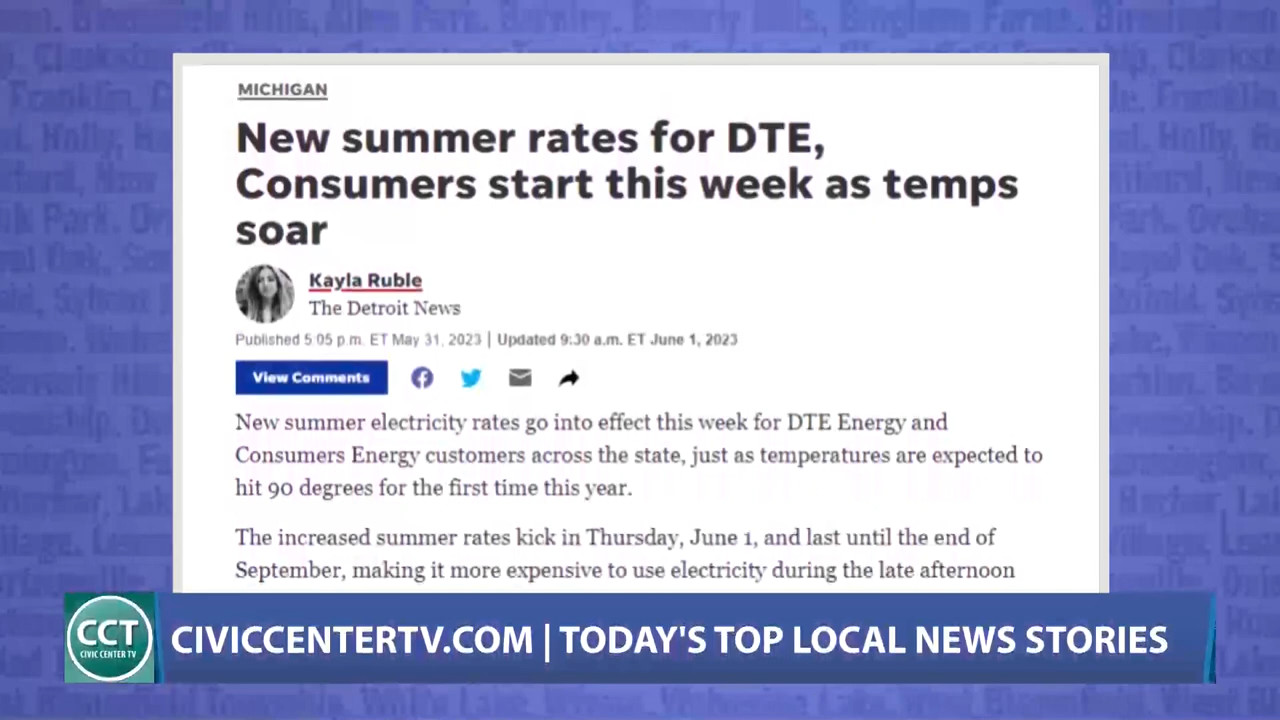 MICHIGAN
New summer rates for DTE,
Consumers start this week as temps
soar
Kayla Ruble
The Detroit News
Published 5:05 p.m. ET May 31, 2023 | Updated 9:30 a.m. ET June 1, 2023
View Comments
New summer electricity rates go into effect this week for DTE Energy and
Consumers Energy customers across the state, just as temperatures are expected to
hit 90 degrees for the first time this year.
The increased summer rates kick in Thursday, June 1, and last until the end of
September, making it more expensive to use electricity during the late afternoon
CCT
CIVIC CENTER TV
CIVICCENTERTV.COM | TODAY'S TOP LOCAL NEWS STORIES